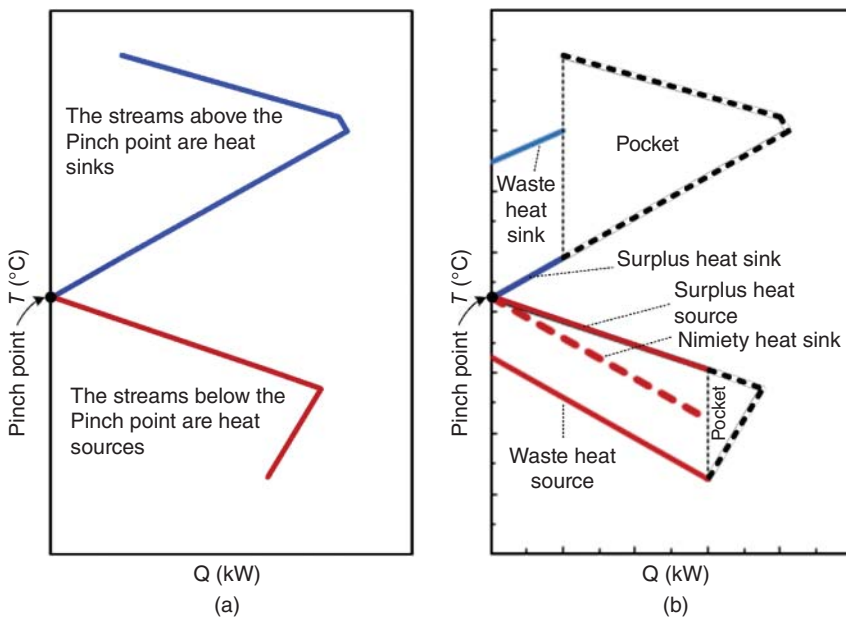 The streams above the
Pinch point are heat
sinks
Pinch point
T (°C)
The streams below the
Pinch point are heat
sources
Q (kW)
(a)
Pocket
Waste
heat
sink
Surplus heat sink
Pinch point
T (°C)
Surplus heat
source
Nimiety heat sink
Pocket
Waste heat
source
Q (kW)
(b)